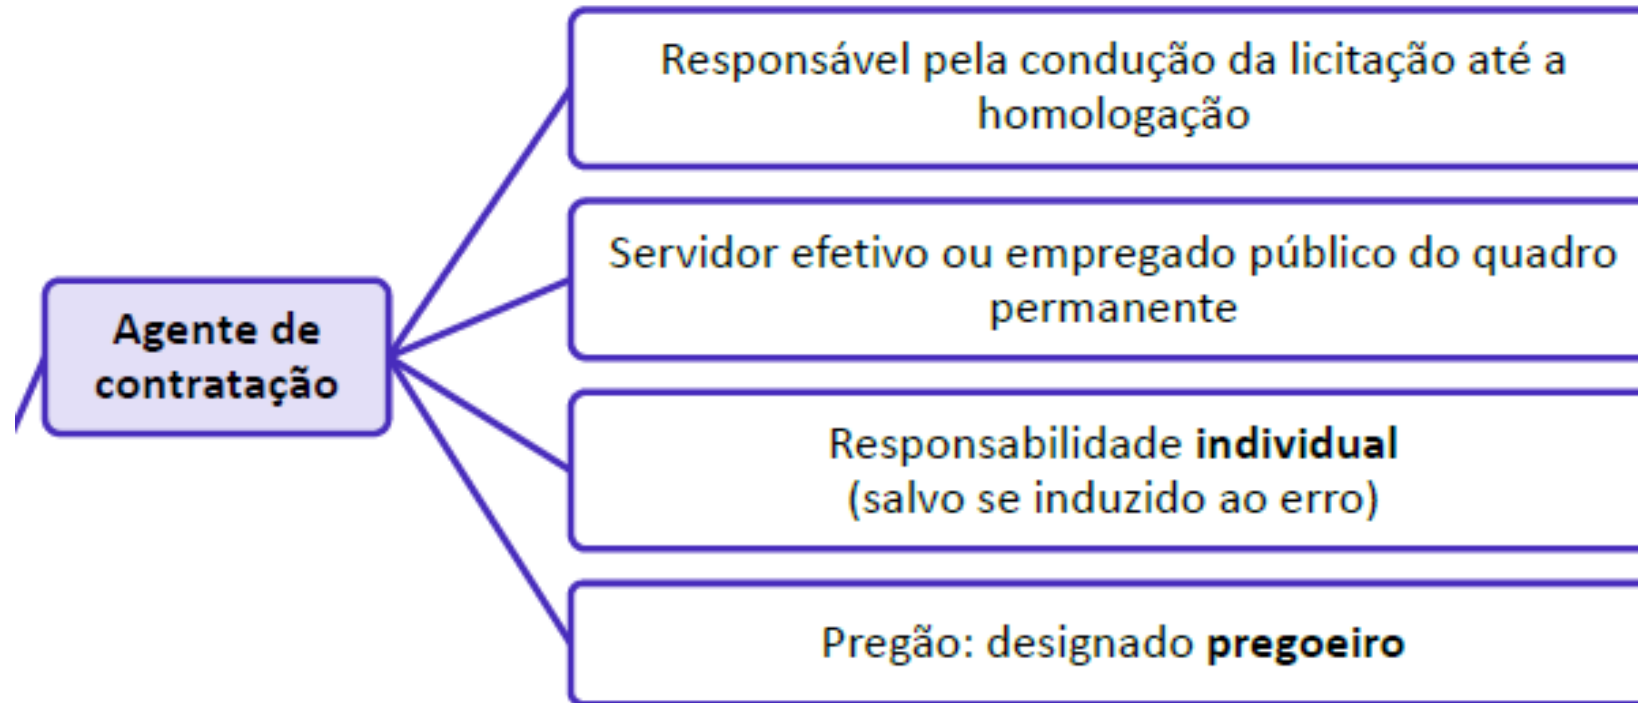 Responsável pela condução da licitação até a
homologação
Servidor efetivo ou empregado público do quadro
permanente
Agente de
contratação
Responsabilidade individual
(salvo se induzido ao erro)
Pregão: designado pregoeiro